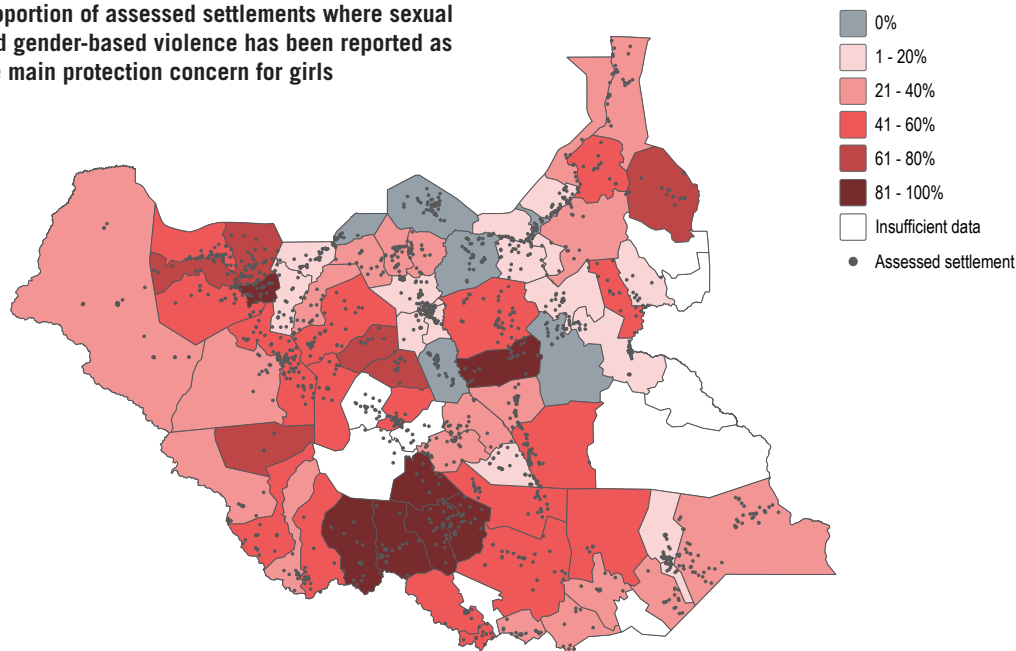 oportion of assessed settlements where sexual
d gender-based violence has been reported as
e main protection concern for girls
0%
1 - 20%
21 - 40%
41 - 60%
61 - 80%
81 - 100%
Insufficient data
Assessed settlement